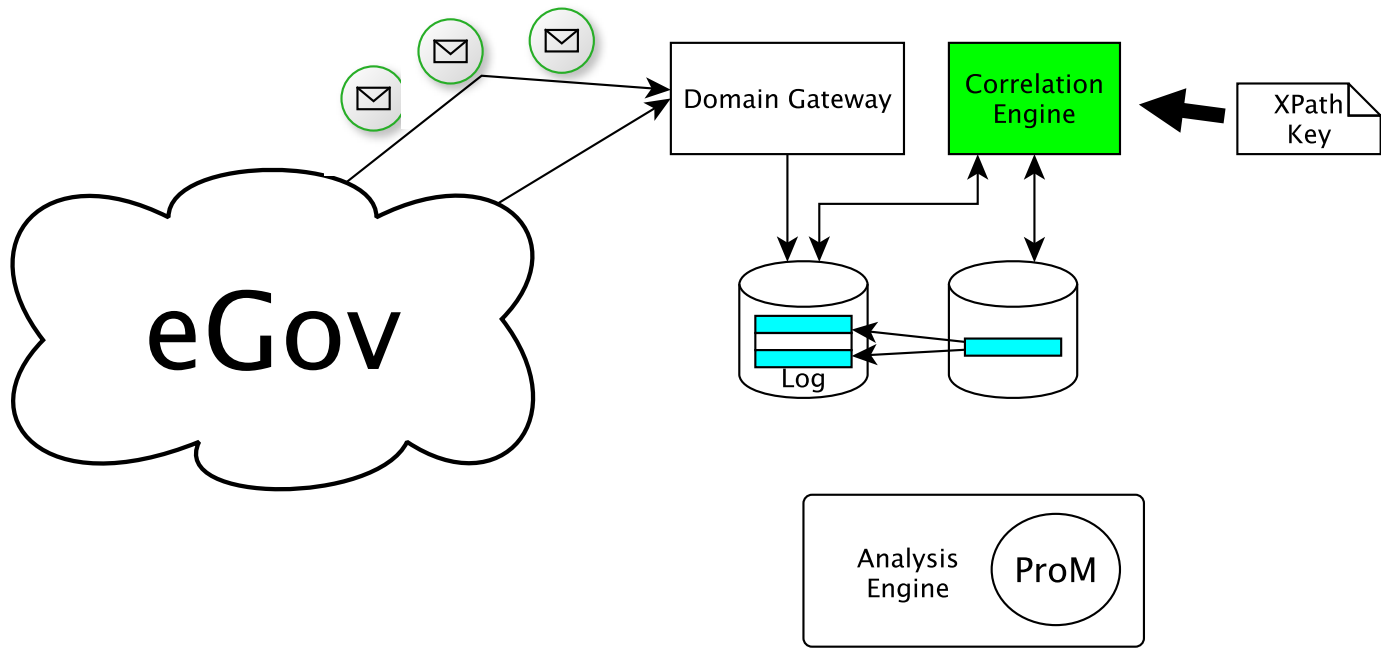 Domain Gateway
Correlation
Engine
XPath
Key
eGov
Log
Analysis
Engine
ProM